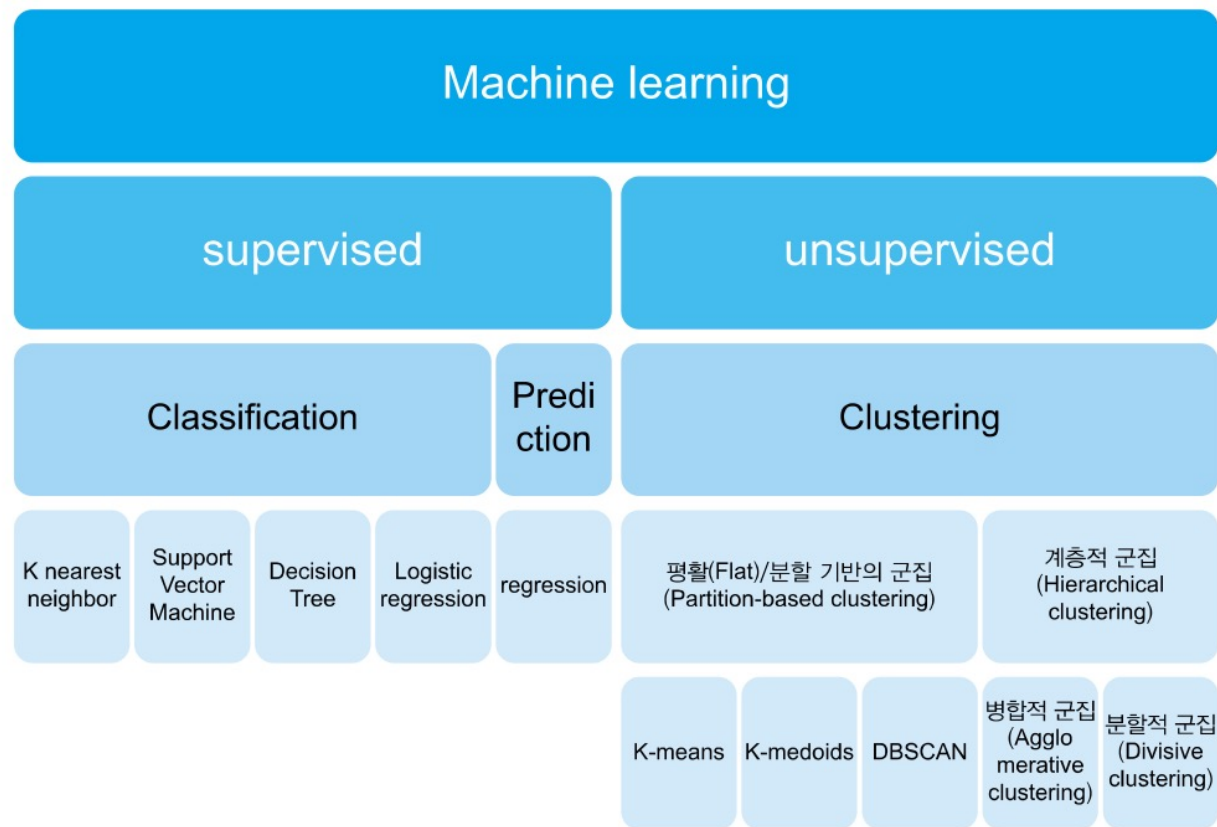 Machine learning
supervised
unsupervised
Classification
Predi
ction
Clustering
K nearest
neighbor
Support
Vector
Machine
Decision
Tree
Logistic
regression
regression
평활(Flat)/분할 기반의 군집
(Partition-based clustering)
계층적 군집
(Hierarchical
clustering)
K-means
K-medoids
DBSCAN
병합적 군집
(Agglo
merative
clustering)
분할적 군집
(Divisive
clustering)